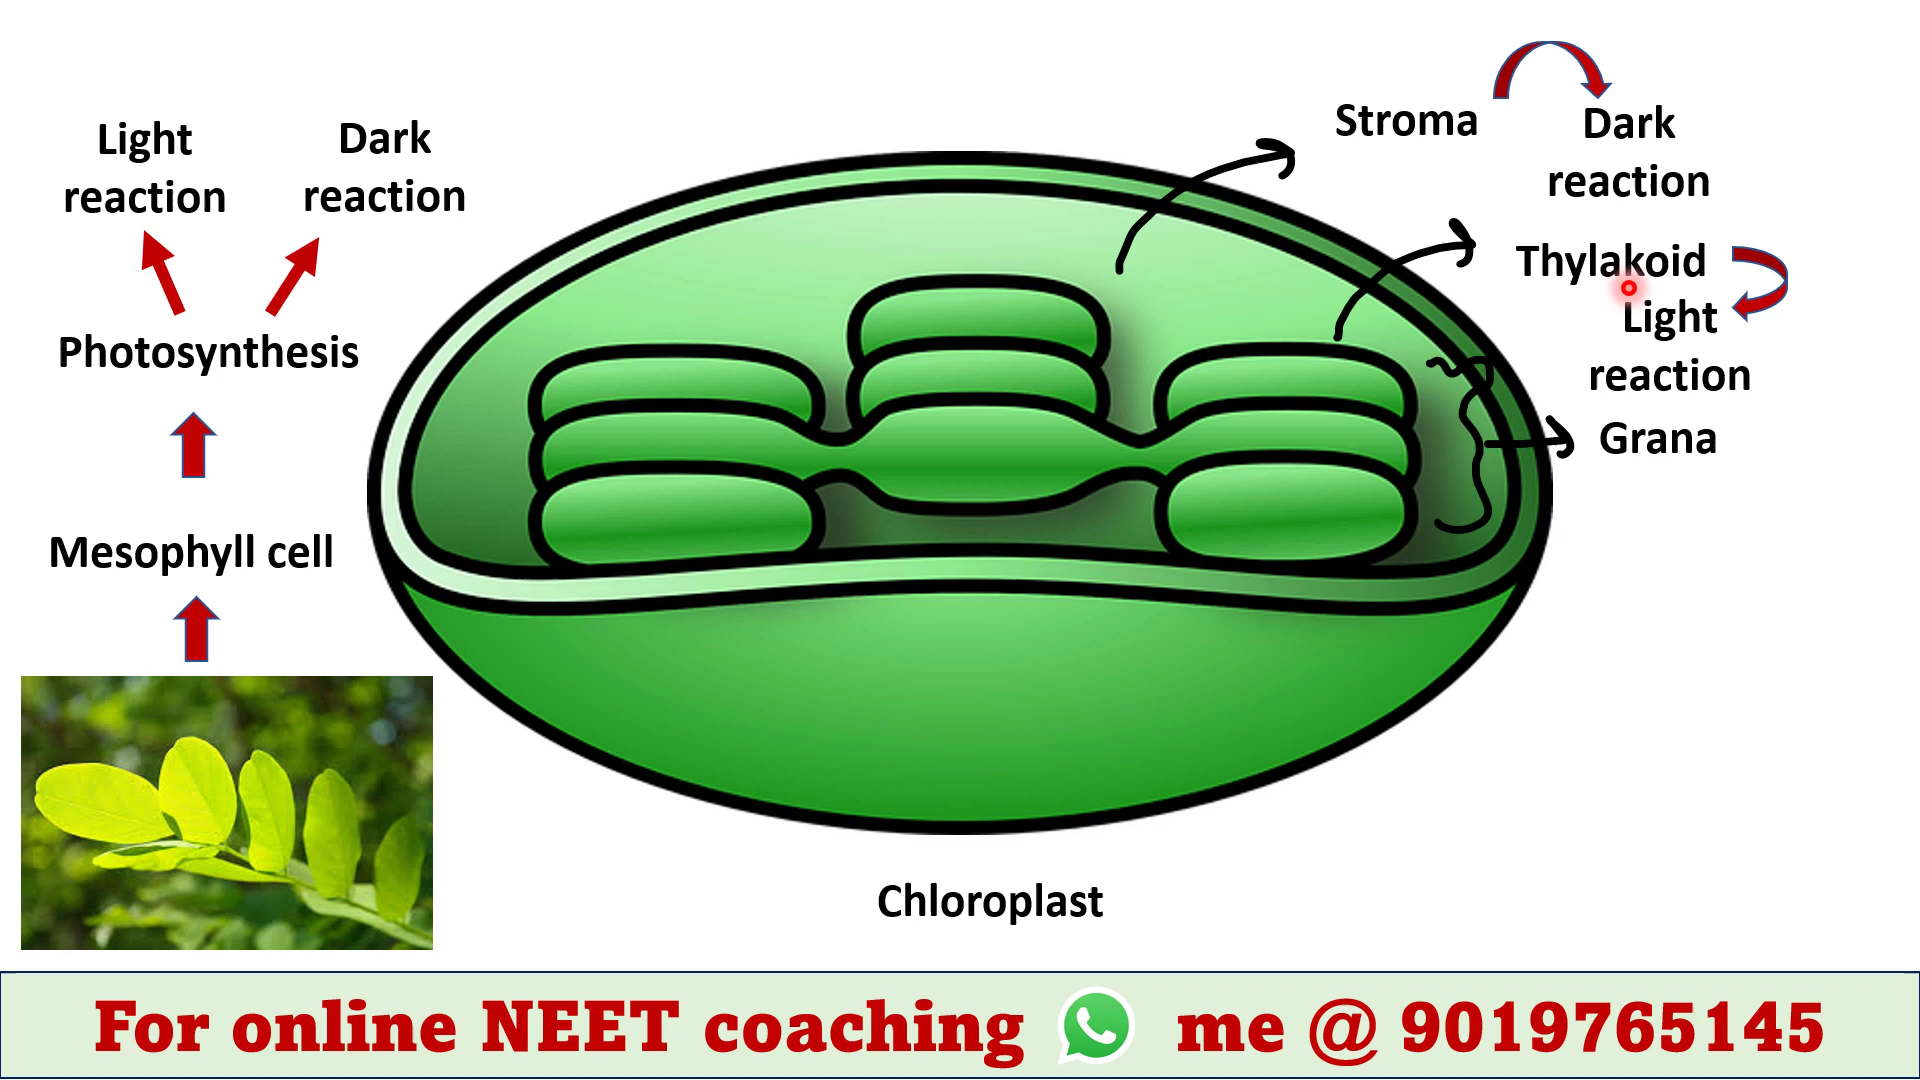 Light
reaction
Dark
reaction
Photosynthesis
Mesophyll cell
Stroma
Dark
reaction
Thylakoid
Light
reaction
Grana
Chloroplast
For online NEET coaching me @ 9019765145